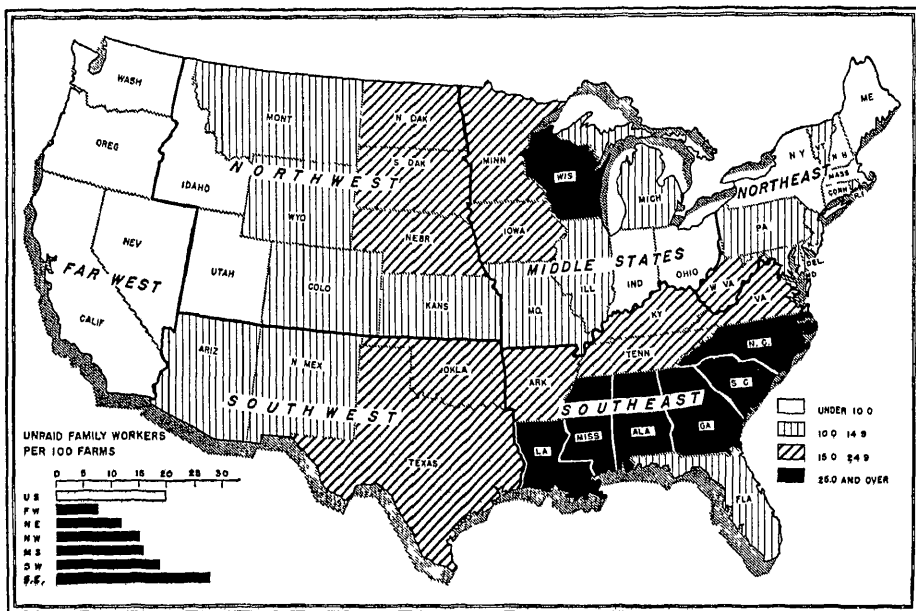 WASH
OREG
IDAHO
MONT
N DAK
S DAK
WYO
NEBR
NORTHWEST
NEV
UTAH
COLO
KANS
CALIF
FAR WEST
ARIZ
N MEX
OKLA
TEXAS
SOUTHWEST
MINN
IOWA
MO.
WIS
ILL
MICH
IND
OHIO
MIDDLE STATES
ME
N Y
VT
N H
MASS
CONN
R I
PA
DEL
NORTHEAST
W VA
VA
KY
TENN
ARK
N. C.
S C
LA
MISS
ALA
GA
FLA
SOUTHEAST
UNDER 10 0
10 0 14 9
15 0 24 9
25.0 AND OVER
UNPAID FAMILY WORKERS
PER 100 FARMS
0 5 10 15 20 25 30
U S
F W
N E
N W
M S
S W
S.E.